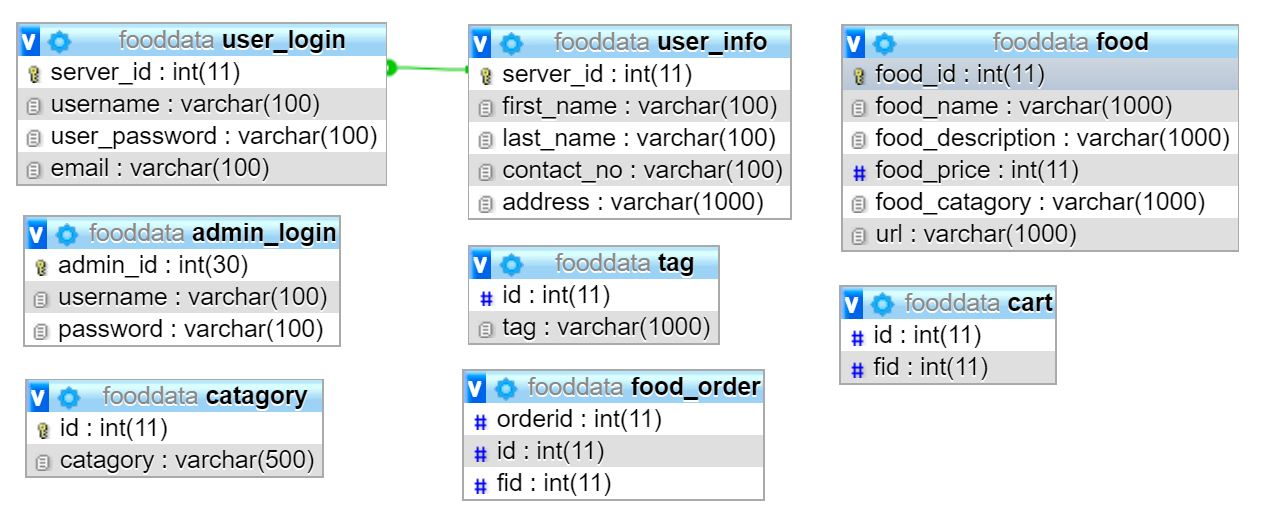 fooddata user_login
server_id : int(11)
username : varchar(100)
user_password : varchar(100)
email : varchar(100)
fooddata user_info
server_id : int(11)
first_name : varchar(100)
last_name : varchar(100)
contact_no : varchar(100)
address : varchar(1000)
fooddata food
food_id : int(11)
food_name : varchar(1000)
food_description : varchar(1000)
# food_price : int(11)
food_catagory : varchar(1000)
url : varchar(1000)
fooddata admin_login
admin_id : int(30)
username : varchar(100)
password : varchar(100)
fooddata tag
# id : int(11)
tag : varchar(1000)
fooddata cart
# id : int(11)
# fid : int(11)
fooddata catagory
id : int(11)
catagory : varchar(500)
fooddata food_order
# orderid : int(11)
# id : int(11)
# fid : int(11)